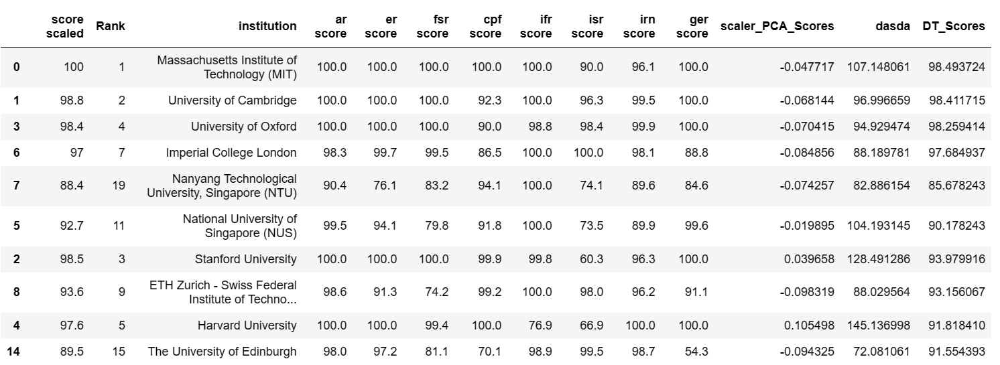 score scaled Rank institution ar score er score fsr score cpf score ifr score isr score irn score ger score scaler_PCA_Scores dasda DT_Scores
0 100 1 Massachusetts Institute of Technology (MIT) 100.0 100.0 100.0 100.0 100.0 90.0 96.1 100.0 -0.047717 107.148061 98.493724
1 98.8 2 University of Cambridge 100.0 100.0 100.0 92.3 100.0 96.3 99.5 100.0 -0.068144 96.996659 98.411715
3 98.4 4 University of Oxford 100.0 100.0 100.0 90.0 98.8 98.4 99.9 100.0 -0.070415 94.929474 98.259414
6 97 7 Imperial College London 98.3 99.7 99.5 86.5 100.0 100.0 98.1 88.8 -0.084856 88.189781 97.684937
7 88.4 19 Nanyang Technological University, Singapore (NTU) 90.4 76.1 83.2 94.1 100.0 74.1 89.6 84.6 -0.074257 82.886154 85.678243
5 92.7 11 National University of Singapore (NUS) 99.5 94.1 79.8 91.8 100.0 73.5 89.9 99.6 -0.019895 104.193145 90.178243
2 98.5 3 Stanford University 100.0 100.0 100.0 99.9 99.8 60.3 96.3 100.0 0.039658 128.491286 93.979916
8 93.6 9 ETH Zurich - Swiss Federal Institute of Techno... 98.6 91.3 74.2 99.2 100.0 98.0 96.2 91.1 -0.098319 88.029564 93.156067
4 97.6 5 Harvard University 100.0 100.0 99.4 100.0 76.9 66.9 100.0 100.0 0.105498 145.136998 91.818410
14 89.5 15 The University of Edinburgh 98.0 97.2 81.1 70.1 98.9 99.5 98.7 54.3 -0.094325 72.081061 91.554393